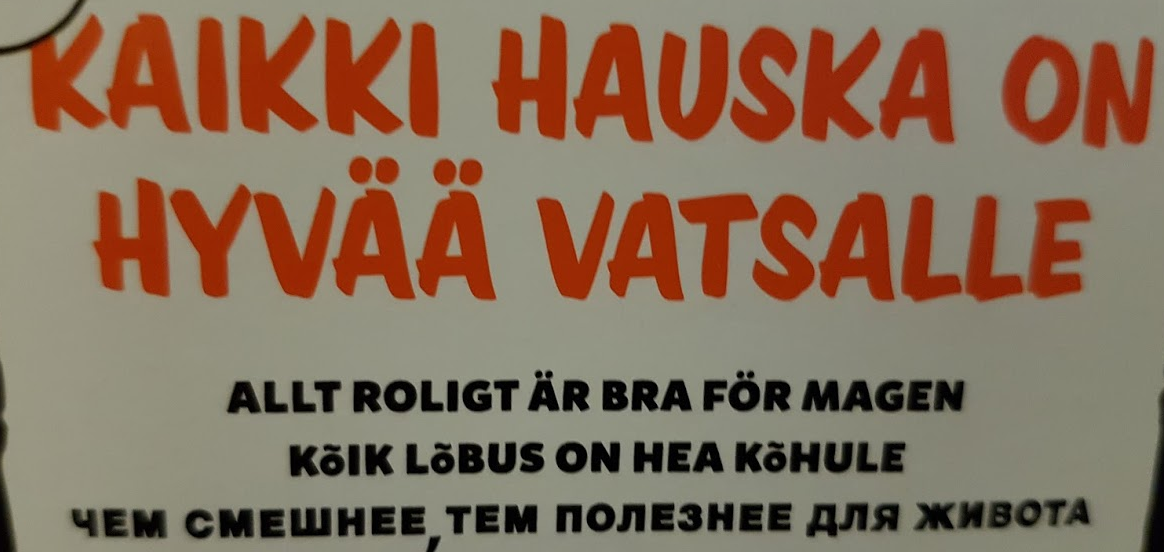 KAIKKI HAUSKA ON
HYVÄÄ VATSALLE
ALLT ROLIGT ÄR BRA FÖR MAGEN
KõIK LõBUS ON HEA KõHULE
ЧЕМ СМЕШНЕЕ, ТЕМ ПОЛЕЗНЕЕ ДЛЯ ЖИВОТА